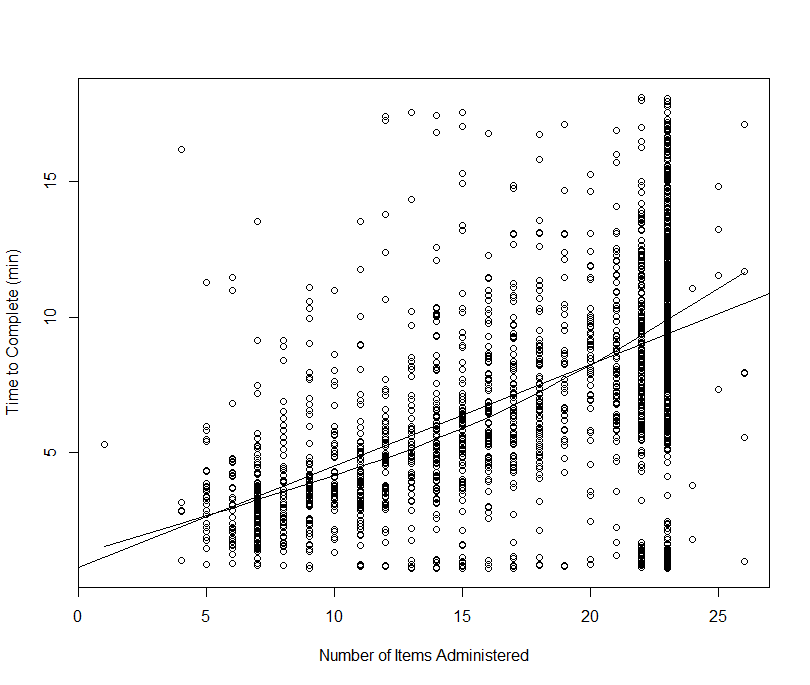 Time to Complete (min)
15
10
5
0 5 10 15 20 25
Number of Items Administered